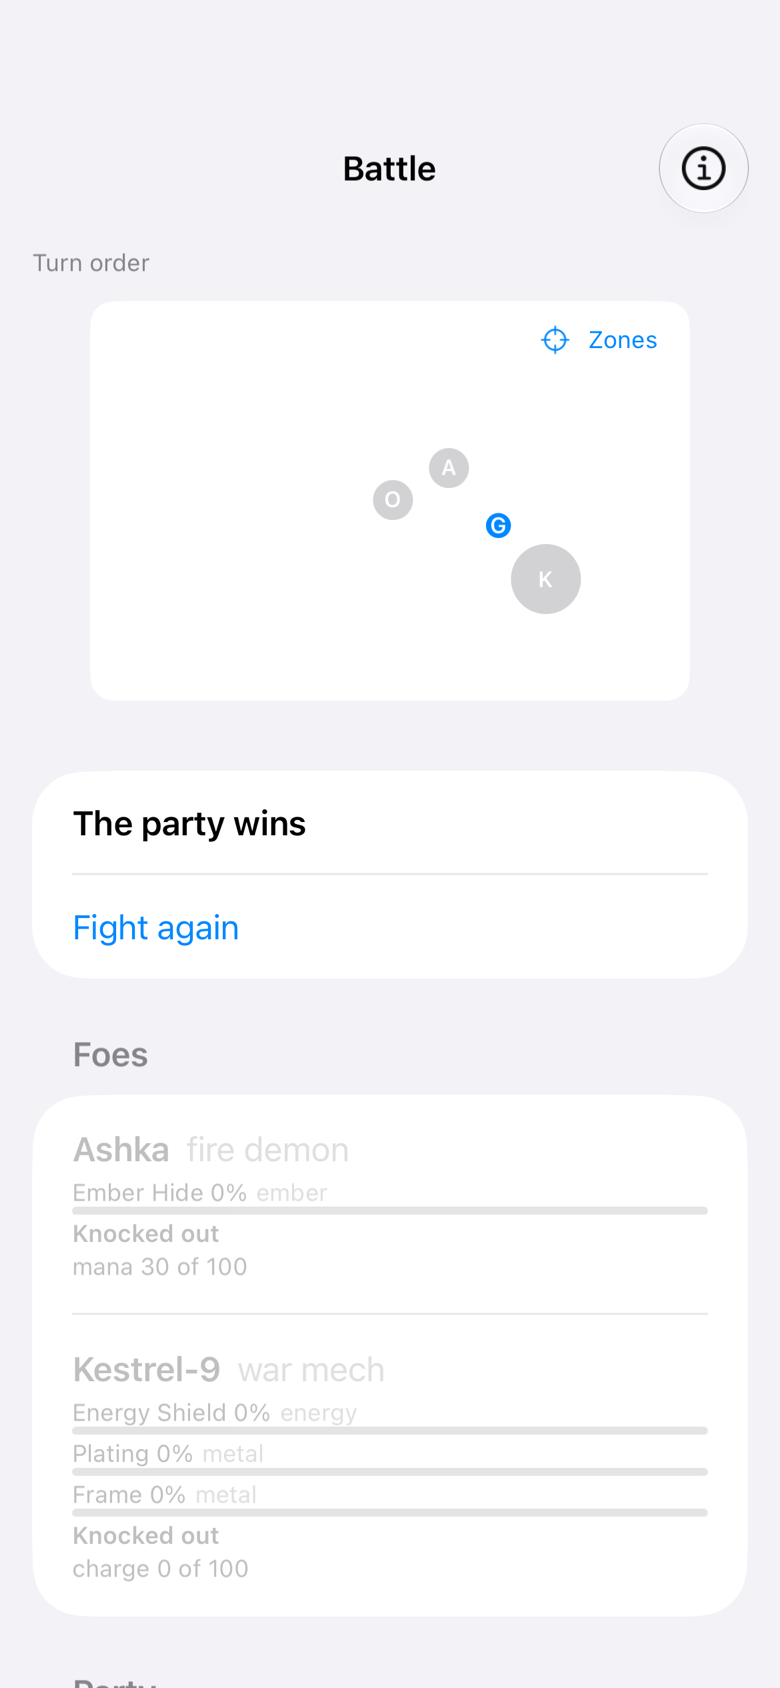 Battle
Turn order
Zones
A
O
G
K
The party wins
Fight again
Foes
Ashka fire demon
Ember Hide 0% ember
Knocked out
mana 30 of 100
Kestrel-9 war mech
Energy Shield 0% energy
Plating 0% metal
Frame 0% metal
Knocked out
charge 0 of 100
Party